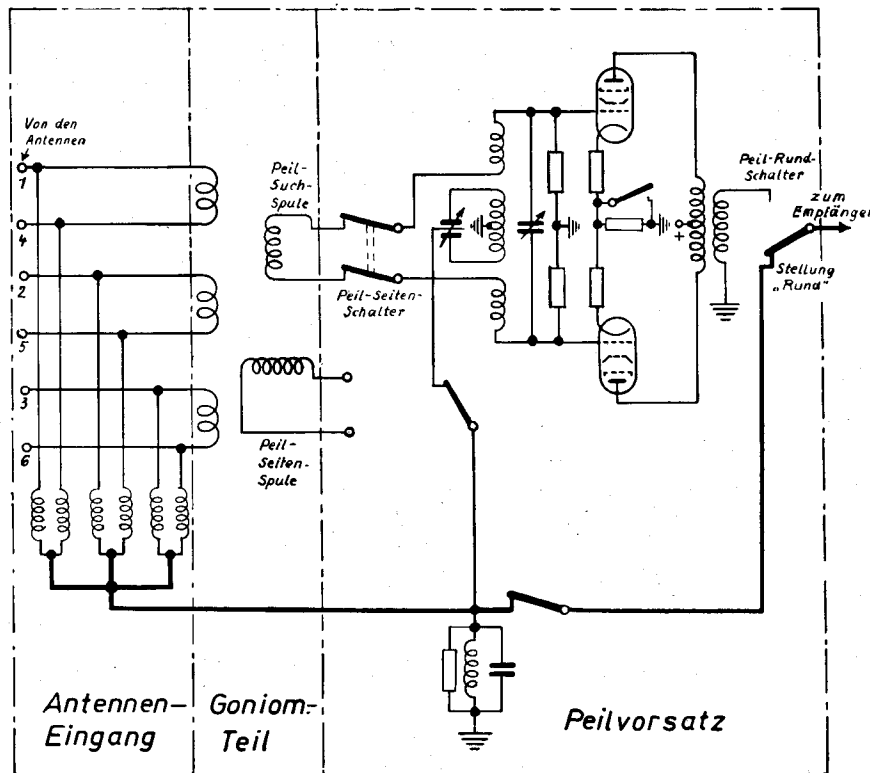 Von den
Antennen
1
4
2
5
3
6
Peil-
Such-
Spule
Peil-Seiten-
Schalter
Peil-
Seiten-
Spule
+
Peil-Rund-
Schalter
zum
Empfänger
Stellung
„Rund"
Antennen-
Eingang
Goniom.-
Teil
Peilvorsatz